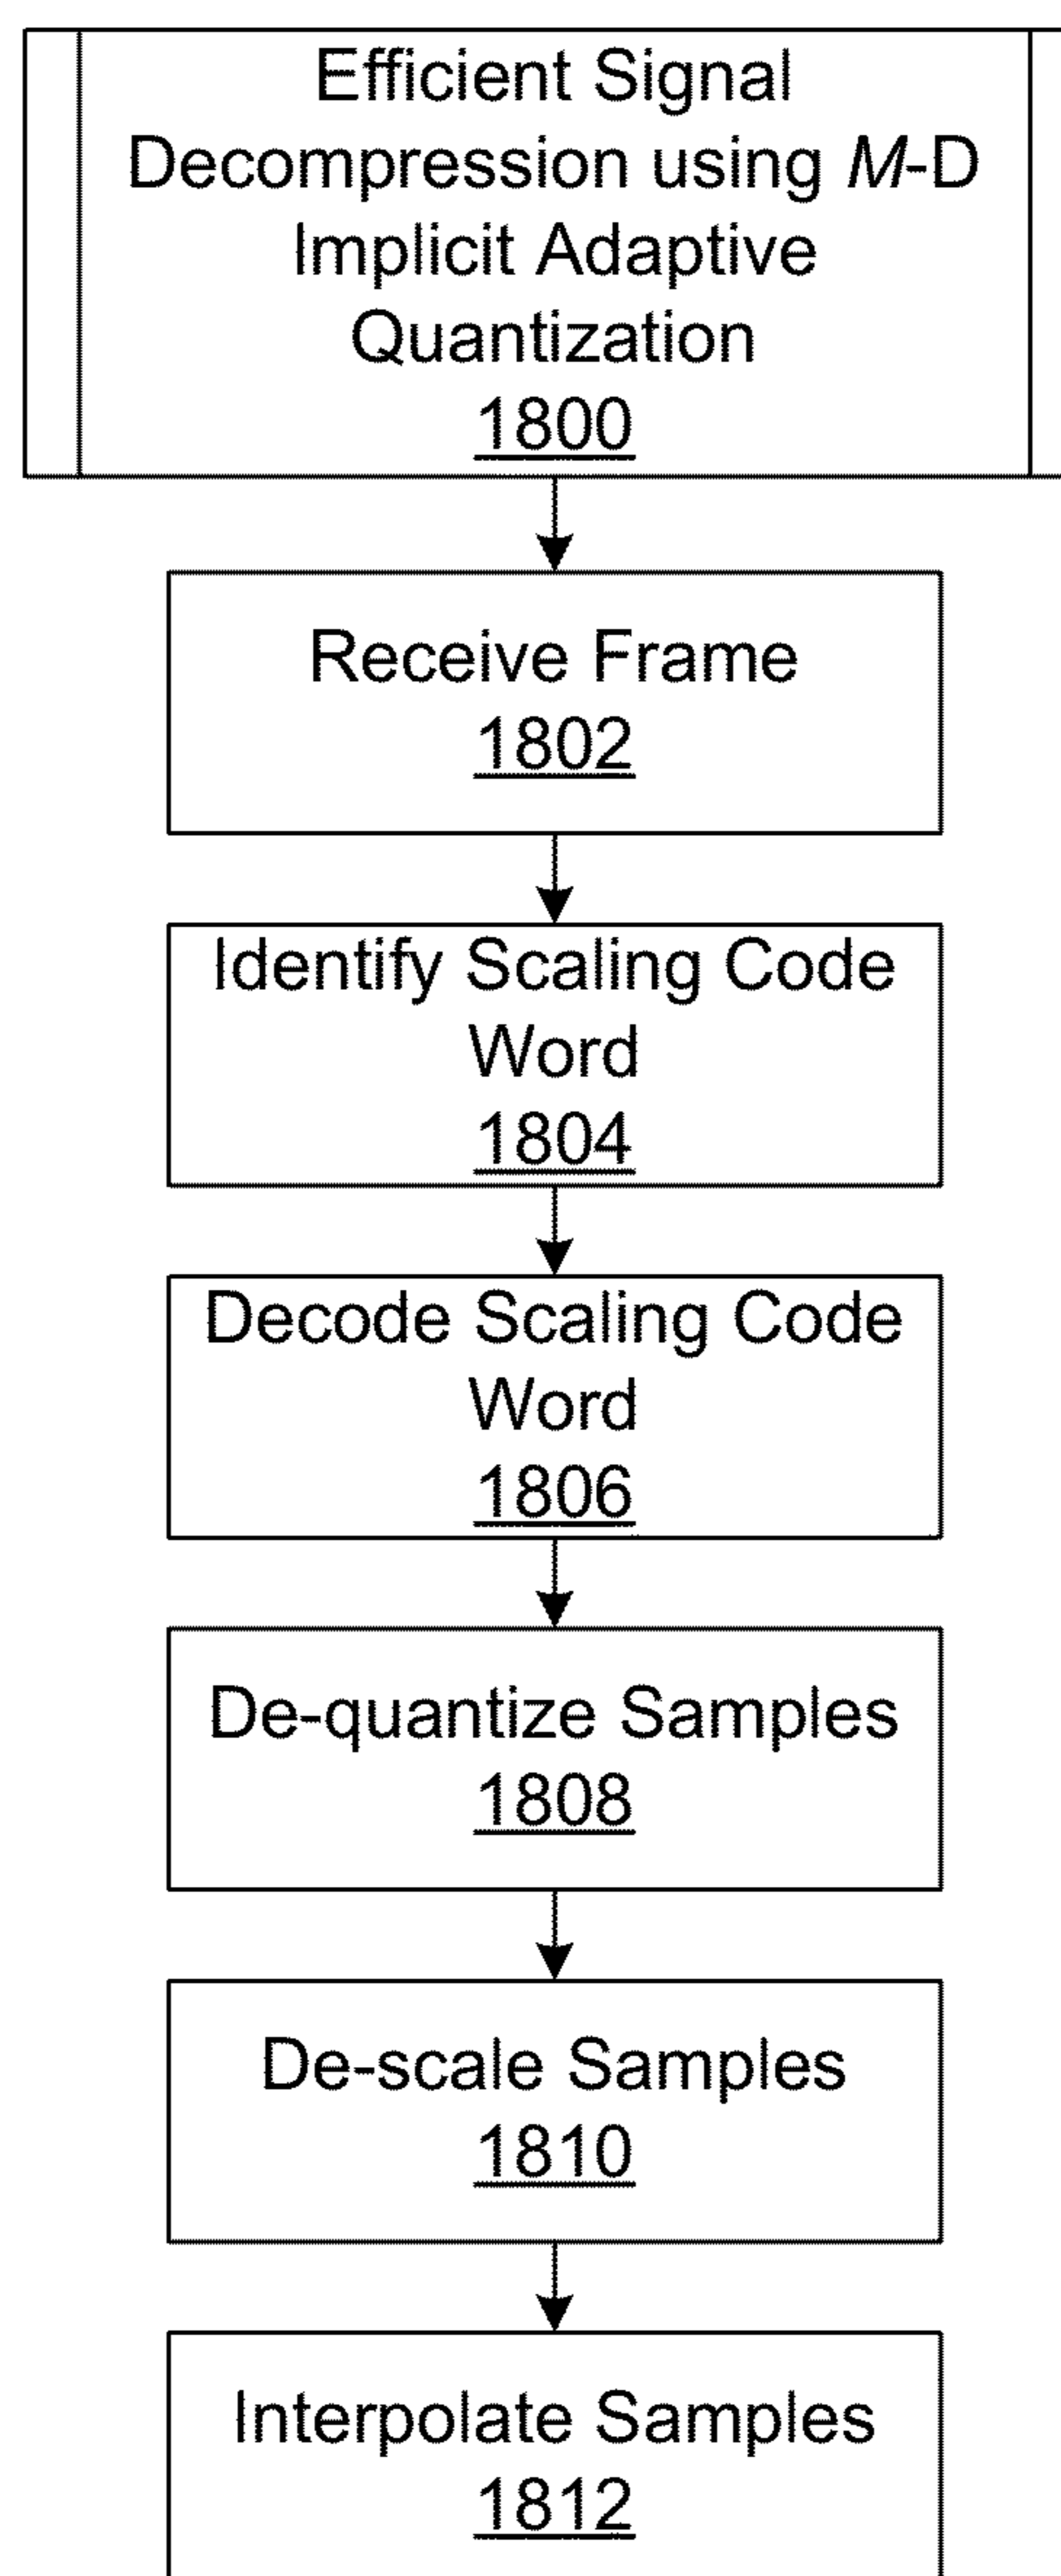 Efficient Signal
Decompression using M-D
Implicit Adaptive
Quantization
1800
Receive Frame
1802
Identify Scaling Code
Word
1804
Decode Scaling Code
Word
1806
De-quantize Samples
1808
De-scale Samples
1810
Interpolate Samples
1812